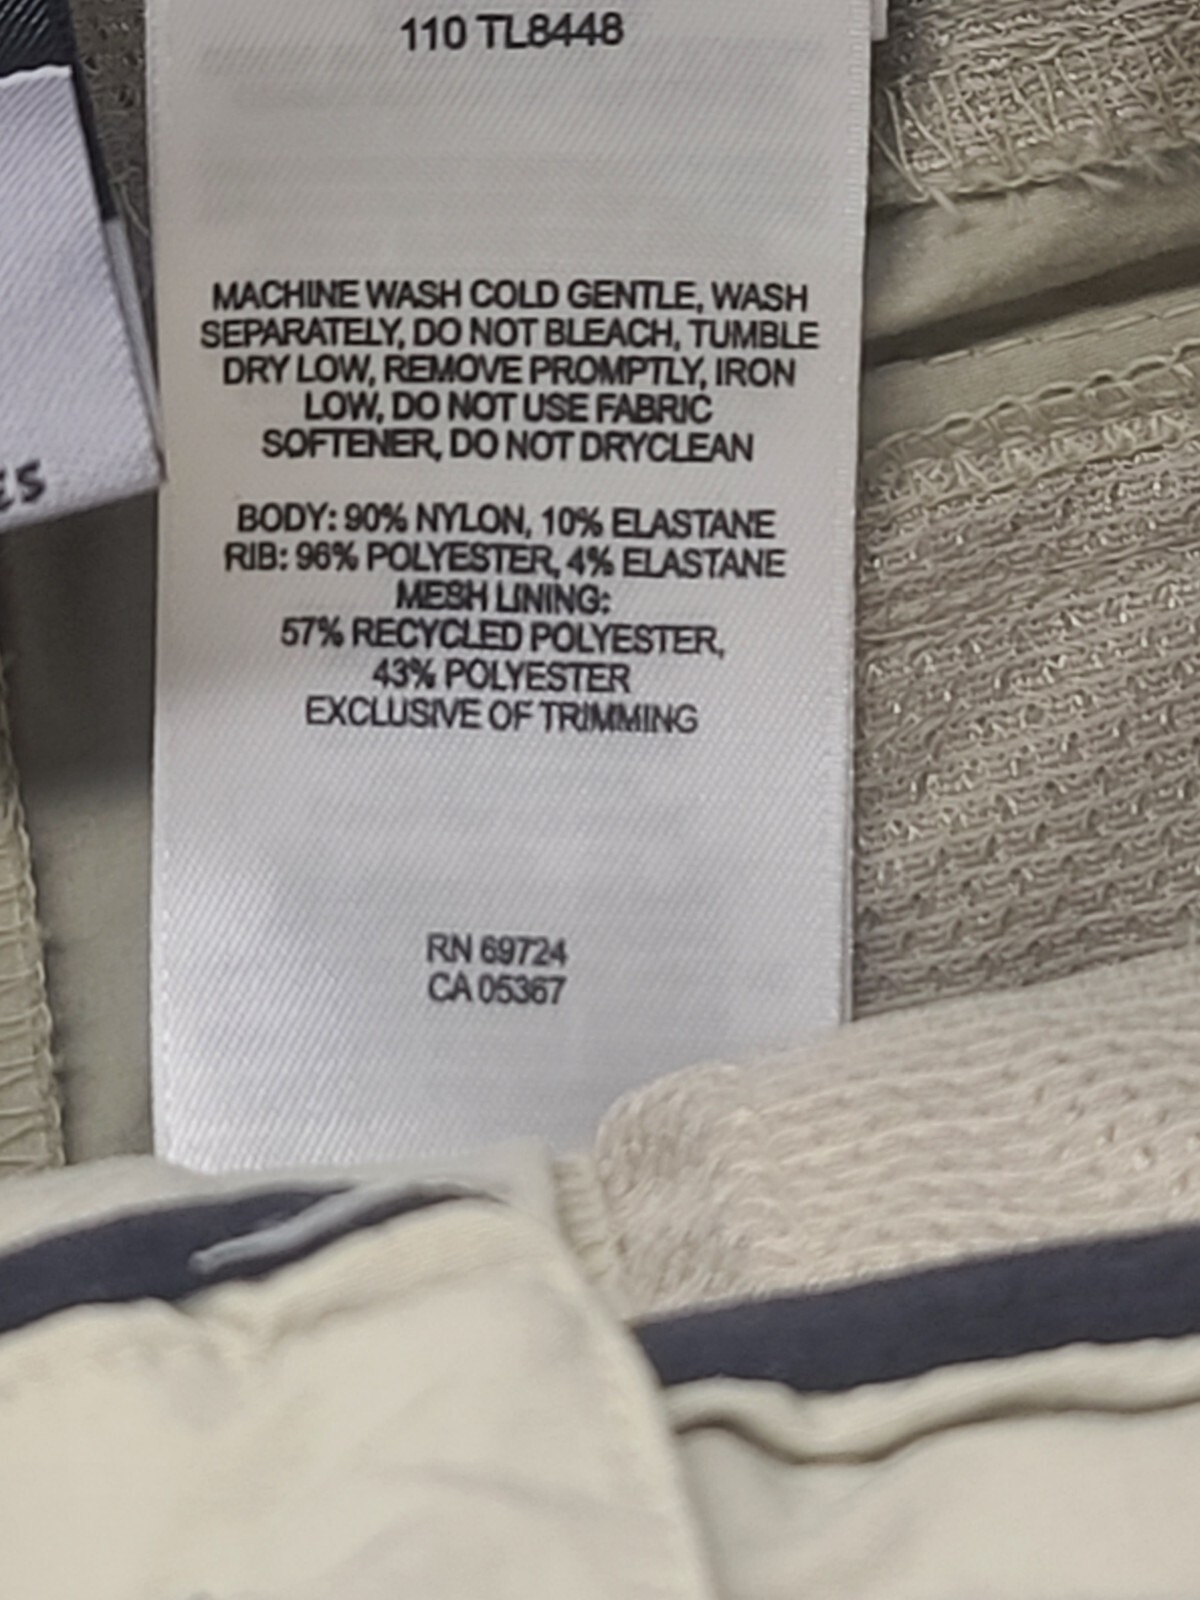 110 TL8448
MACHINE WASH COLD GENTLE, WASH
SEPARATELY, DO NOT BLEACH, TUMBLE
DRY LOW, REMOVE PROMPTLY, IRON
LOW, DO NOT USE FABRIC
SOFTENER, DO NOT DRYCLEAN
BODY: 90% NYLON, 10% ELASTANE
RIB: 96% POLYESTER, 4% ELASTANE
MESH LINING:
57% RECYCLED POLYESTER,
43% POLYESTER
EXCLUSIVE OF TRIMMING
RN 69724
CA 05367